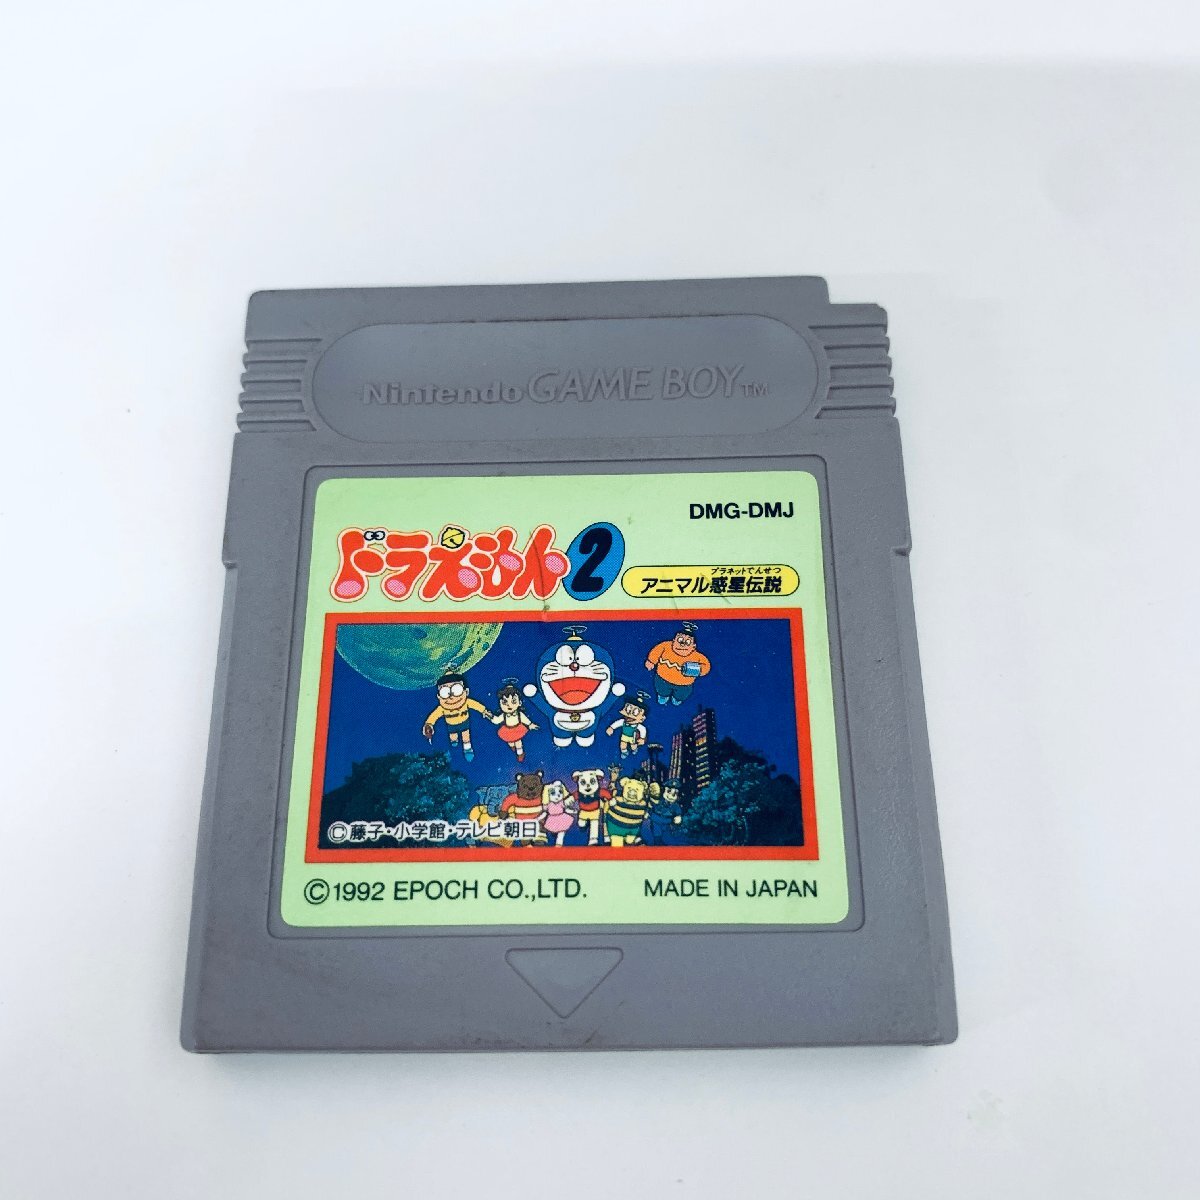 Nintendo GAME BOY TM
DMG-DMJ
ドラえもん2
プラネットでんせつ
アニマル惑星伝説
©藤子・小学館・テレビ朝日
©1992 EPOCH CO.,LTD.
MADE IN JAPAN